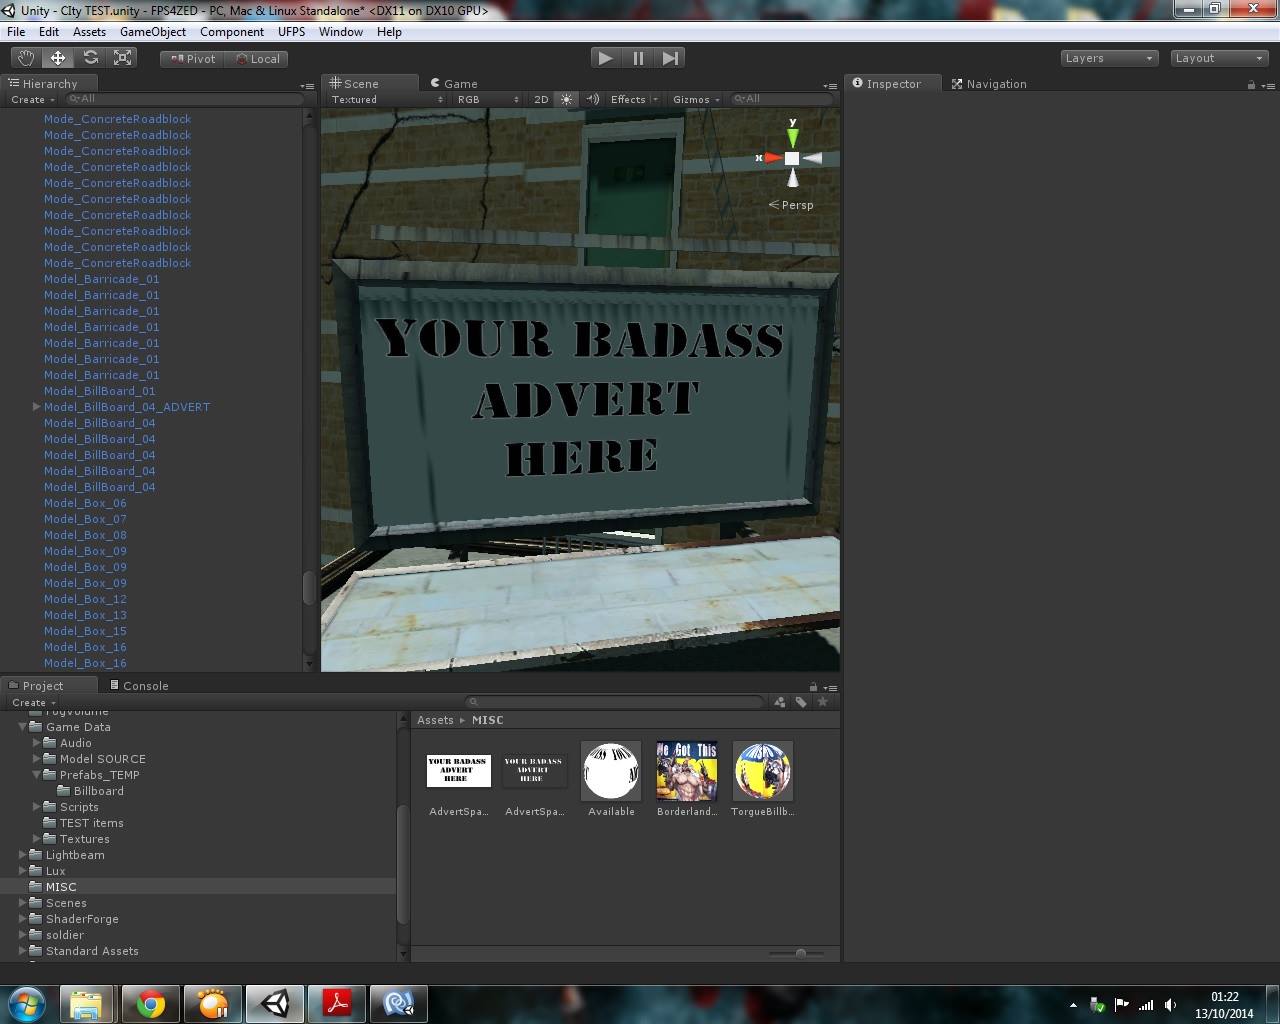 Unity - CIty TEST.unity - FPS4ZED - PC, Mac & Linux Standalone* <DX11 on DX10 GPU>
File Edit Assets GameObject Component UFPS Window Help
Pivot Local Layers Layout
Hierarchy
Create All
Mode_ConcreteRoadblock
Mode_ConcreteRoadblock
Mode_ConcreteRoadblock
Mode_ConcreteRoadblock
Mode_ConcreteRoadblock
Mode_ConcreteRoadblock
Mode_ConcreteRoadblock
Mode_ConcreteRoadblock
Mode_ConcreteRoadblock
Mode_ConcreteRoadblock
Model_Barricade_01
Model_Barricade_01
Model_Barricade_01
Model_Barricade_01
Model_Barricade_01
Model_Barricade_01
Model_Barricade_01
Model_BillBoard_01
Model_BillBoard_04_ADVERT
Model_BillBoard_04
Model_BillBoard_04
Model_BillBoard_04
Model_BillBoard_04
Model_BillBoard_04
Model_Box_06
Model_Box_07
Model_Box_08
Model_Box_09
Model_Box_09
Model_Box_09
Model_Box_12
Model_Box_13
Model_Box_15
Model_Box_16
Model_Box_16
Scene Game
Textured RGB 2D Effects Gizmos All
y
x
Persp
YOUR BADASS
ADVERT
HERE
Inspector Navigation
Project Console
Create
Game Data
Audio
Model SOURCE
Prefabs_TEMP
Billboard
Scripts
TEST items
Textures
Lightbeam
Lux
MISC
Scenes
ShaderForge
soldier
Standard Assets
Assets MISC
YOUR BADASS
ADVERT
HERE
YOUR BADASS
ADVERT
HERE
We Got This
AdvertSpa... AdvertSpa... Available Borderland... TorgueBillb...
01:22
13/10/2014